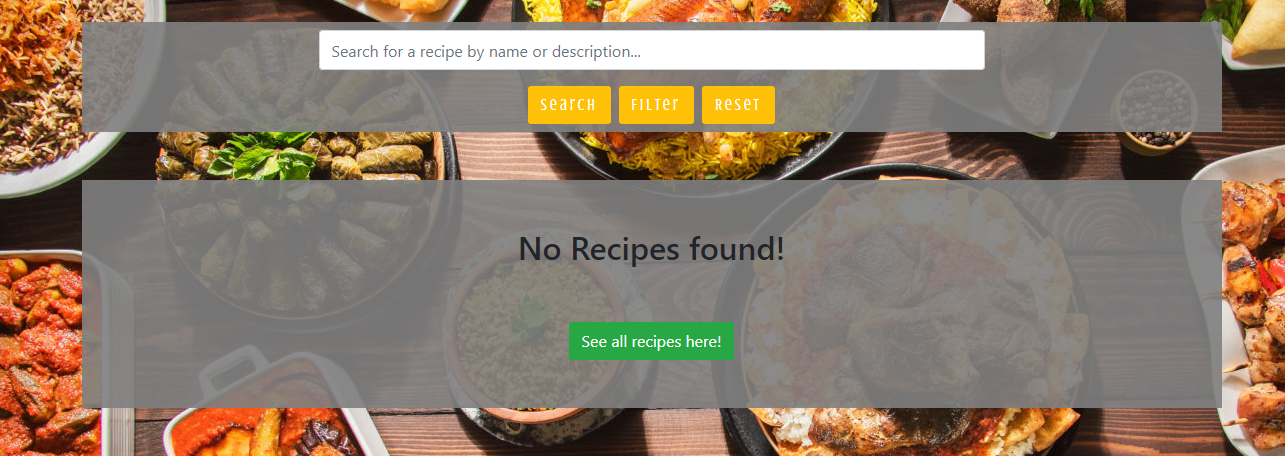 Search for a recipe by name or description...
Search Filter Reset
No Recipes found!
See all recipes here!